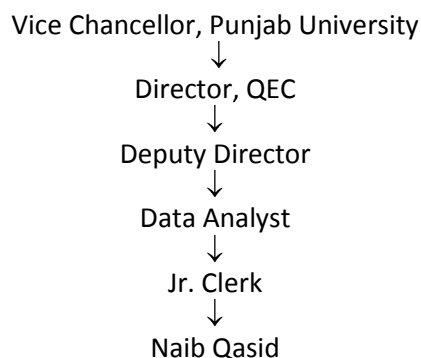 Vice Chancellor, Punjab University
↓
Director, QEC
↓
Deputy Director
↓
Data Analyst
↓
Jr. Clerk
↓
Naib Qasid